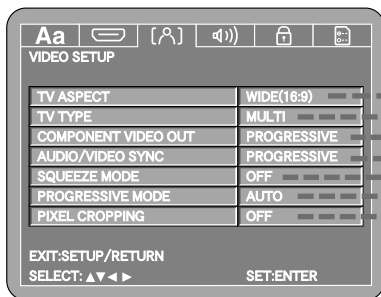 Aa
VIDEO SETUP
TV ASPECT WIDE(16:9)
TV TYPE MULTI
COMPONENT VIDEO OUT PROGRESSIVE
AUDIO/VIDEO SYNC PROGRESSIVE
SQUEEZE MODE OFF
PROGRESSIVE MODE AUTO
PIXEL CROPPING OFF
EXIT:SETUP/RETURN
SELECT:▲▼◄► SET:ENTER